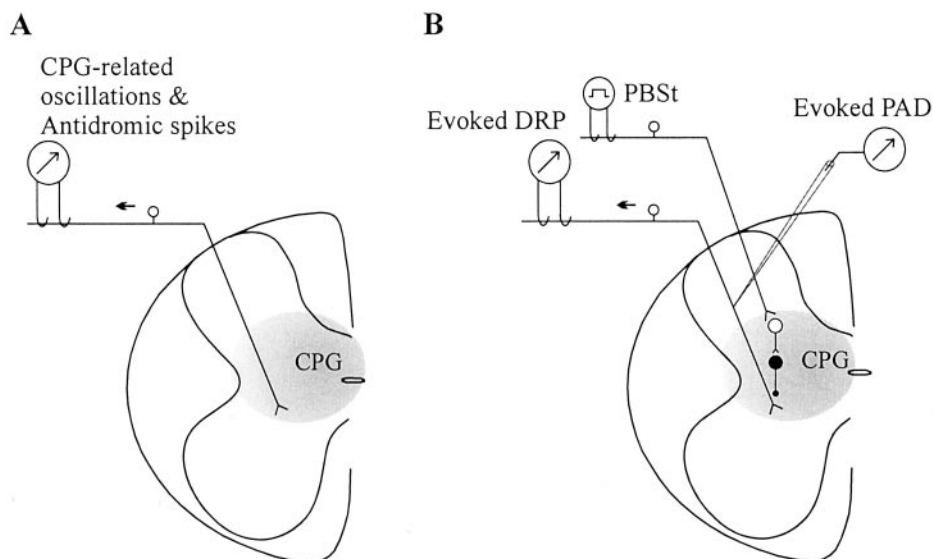 A
CPG-related
oscillations &
Antidromic spikes
CPG
B
PBSt
Evoked DRP
Evoked PAD
CPG